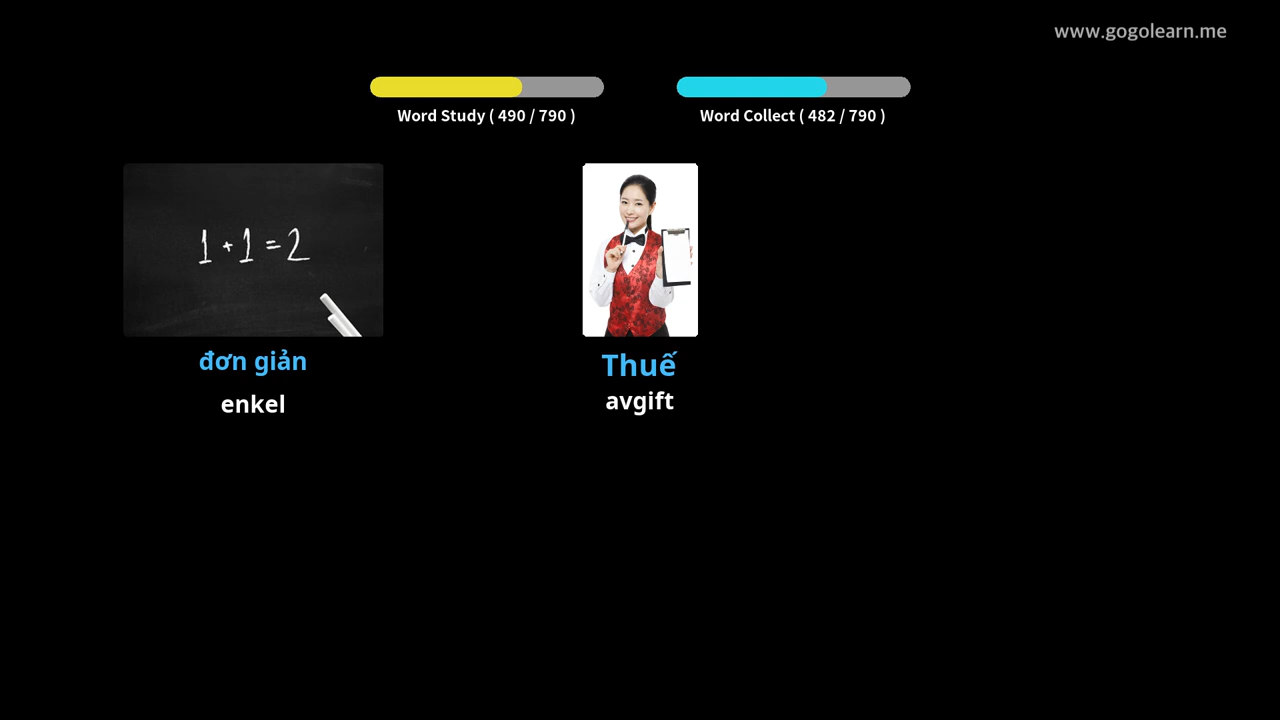 www.gogolearn.me
Word Study ( 490 / 790 )
Word Collect ( 482 / 790 )
1 + 1 = 2
đơn giản
enkel
Thuế
avgift